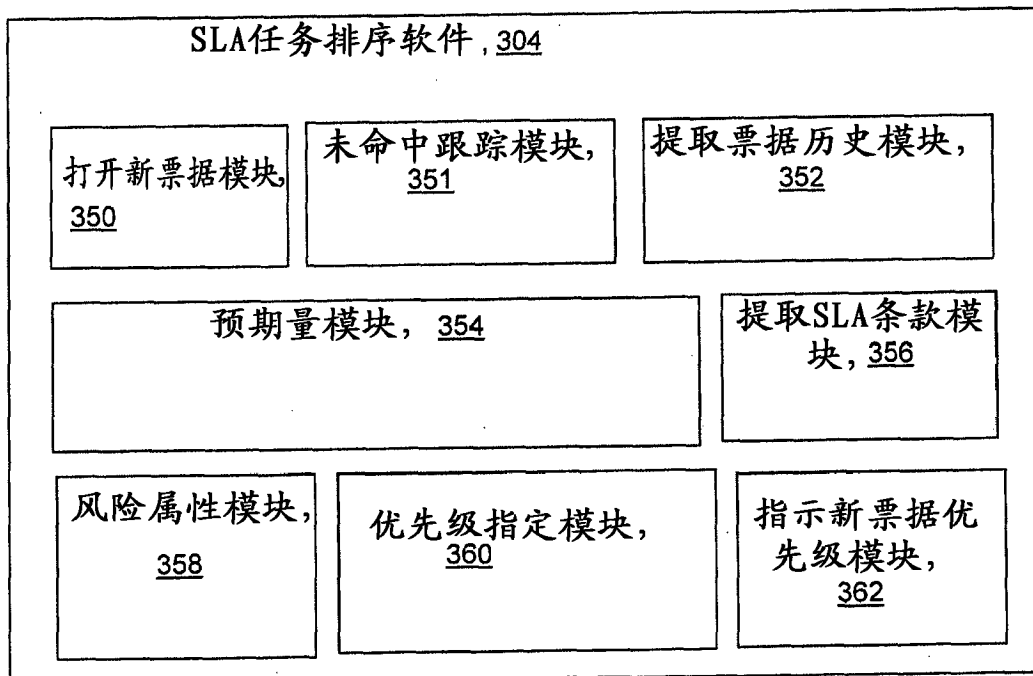 SLA任务排序软件, 304
打开新票据模块,
350
未命中跟踪模块,
351
提取票据历史模块,
352
预期量模块, 354
提取SLA条款模
块, 356
风险属性模块,
358
优先级指定模块,
360
指示新票据优
先级模块,
362